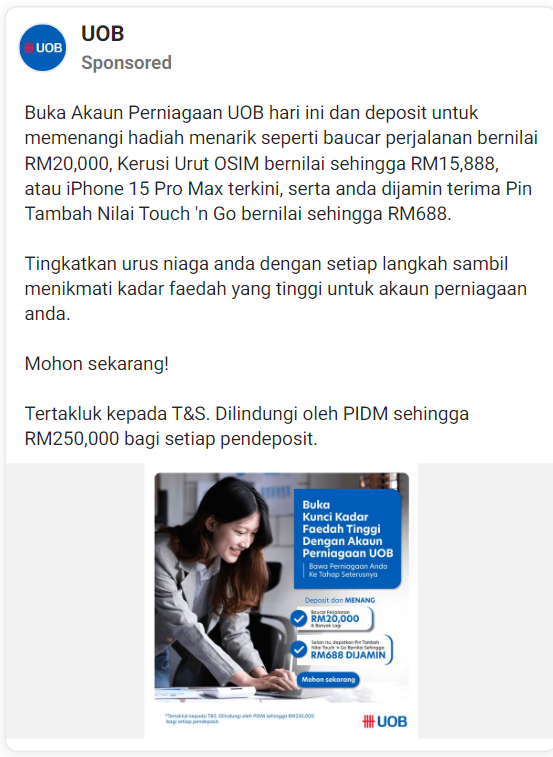 UOB
UOB
Sponsored
Buka Akaun Perniagaan UOB hari ini dan deposit untuk
memenangi hadiah menarik seperti baucar perjalanan bernilai
RM20,000, Kerusi Urut OSIM bernilai sehingga RM15,888,
atau iPhone 15 Pro Max terkini, serta anda dijamin terima Pin
Tambah Nilai Touch 'n Go bernilai sehingga RM688.
Tingkatkan urus niaga anda dengan setiap langkah sambil
menikmati kadar faedah yang tinggi untuk akaun perniagaan
anda.
Mohon sekarang!
Tertakluk kepada T&S. Dilindungi oleh PIDM sehingga
RM250,000 bagi setiap pendeposit.
Buka
Kunci Kadar
Faedah Tinggi
Dengan Akaun
Perniagaan UOB
Bawa Perniagaan Anda
Ke Tahap Seterusnya
Deposit dan MENANG
Baucar Perjalanan
RM20,000
& Banyak Lagi
Selain itu, dapatkan Pin Tambah
Nilai Touch 'n Go Bernilai Sehingga
RM688 DIJAMIN
Mohon sekarang
*Tertakluk kepada T&S. Dilindungi oleh PIDM sehingga RM250,000
bagi setiap pendeposit.
UOB